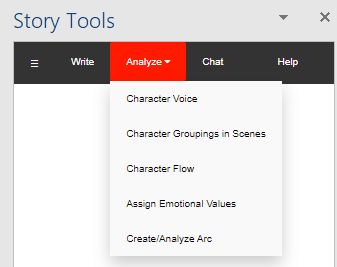 Story Tools
☰ Write Analyze Chat Help
Character Voice
Character Groupings in Scenes
Character Flow
Assign Emotional Values
Create/Analyze Arc